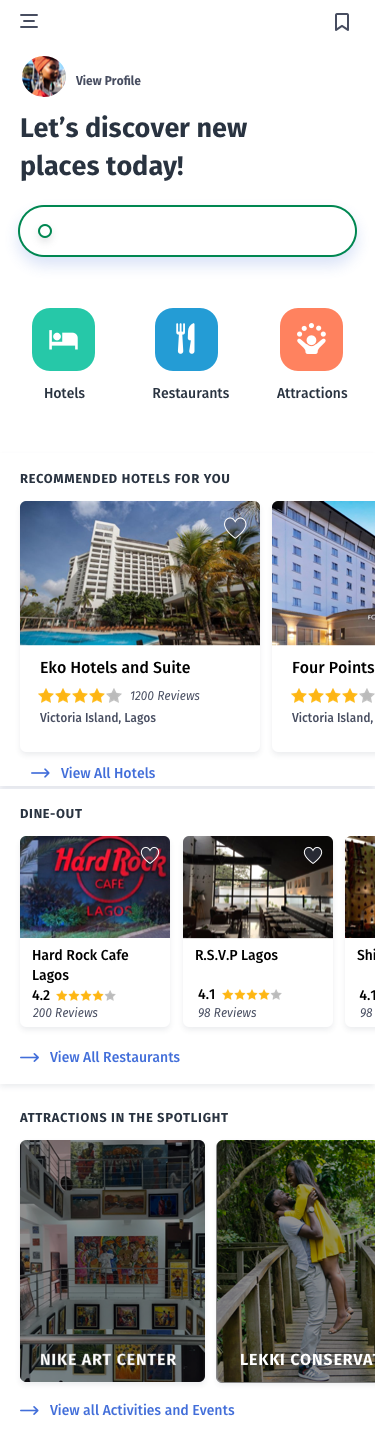 View Profile
Let’s discover new
places today!
Hotels
Restaurants
Attractions
RECOMMENDED HOTELS FOR YOU
Eko Hotels and Suite
1200 Reviews
Victoria Island, Lagos
Four Points
Victoria Island,
View All Hotels
DINE-OUT
Hard Rock
CAFE
LAGOS
Hard Rock Cafe
Lagos
4.2
200 Reviews
R.S.V.P Lagos
4.1
98 Reviews
Shi
4.1
98
View All Restaurants
ATTRACTIONS IN THE SPOTLIGHT
NIKE ART CENTER
LEKKI CONSERVAT
View all Activities and Events